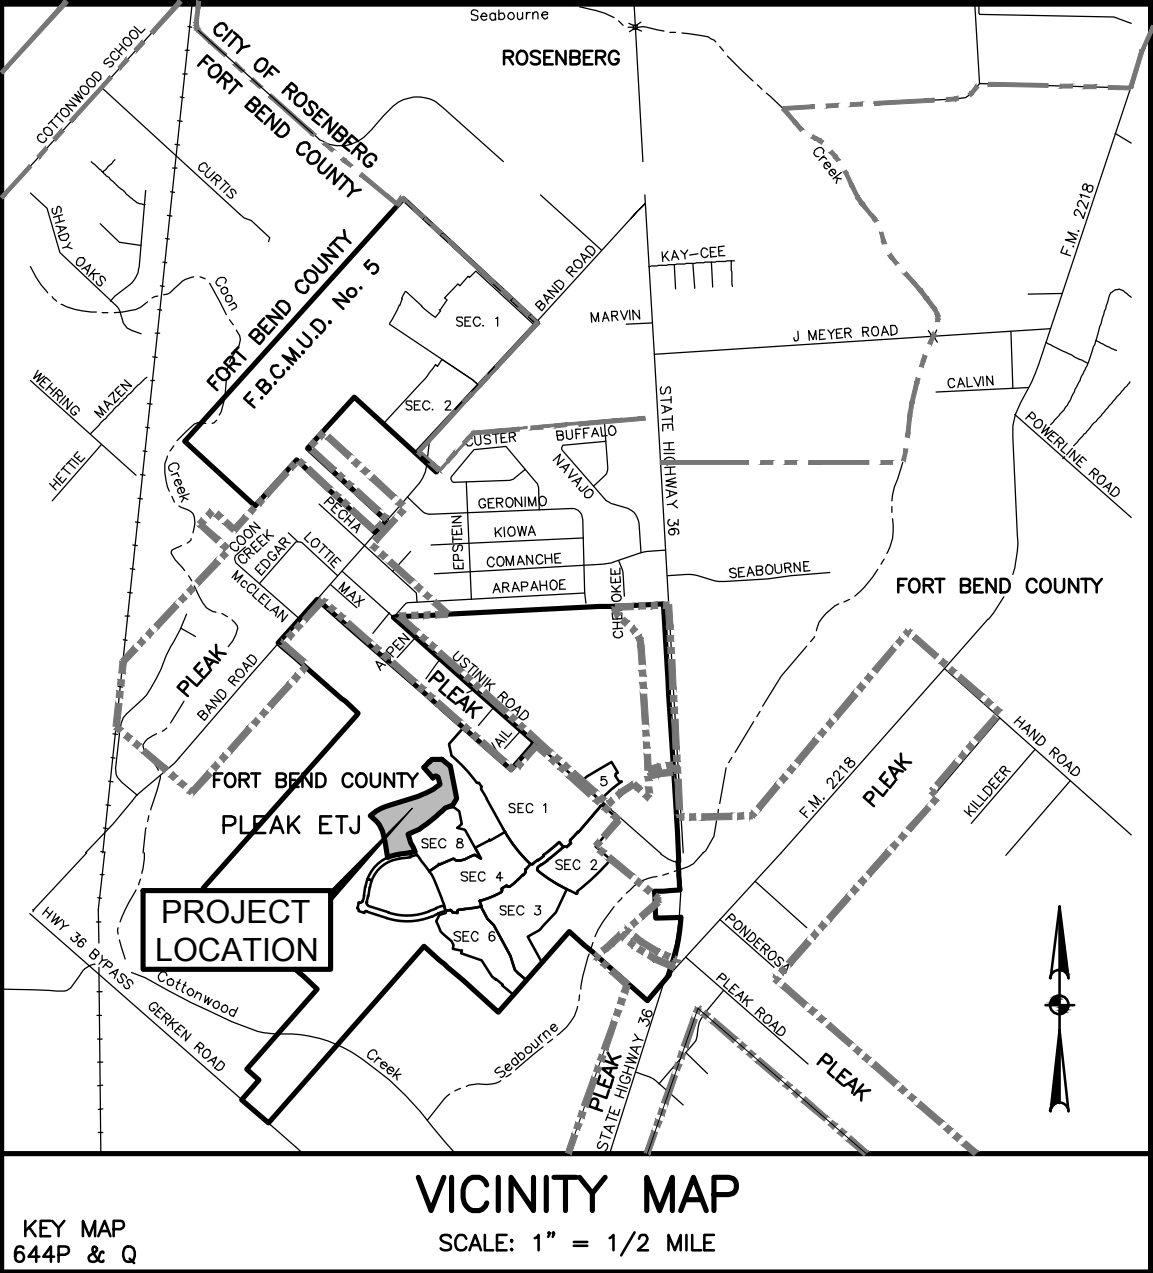 Seabourne
ROSENBERG
CITY OF ROSENBERG
FORT BEND COUNTY
COTTONWOOD SCHOOL
CURTIS
Creek
F.M. 2218
SHADY
OAKS
Coon
FORT BEND COUNTY
F.B.C.M.U.D. No. 5
BAND ROAD
KAY-CEE
MARVIN
SEC. 1
J MEYER ROAD
CALVIN
WEHRING
MAZEN
HETTIE
SEC. 2
STATE HIGHWAY 36
POWERLINE ROAD
CUSTER
BUFFALO
NAVAJO
Creek
GERONIMO
PECHA
EPSTEIN
KIOWA
COMANCHE
ARAPAHOE
CHEROKEE
SEABOURNE
FORT BEND COUNTY
COON
CREEK
EDGAR
LOTTIE
McCLELAN
MAX
ASPEN
USTINIK ROAD
PLEAK
PLEAK
BAND ROAD
AIL
HAND ROAD
KILLDEER
F.M. 2218
PLEAK
FORT BEND COUNTY
PLEAK ETJ
5
SEC 1
SEC 8
SEC 2
SEC 4
SEC 3
SEC 6
PROJECT
LOCATION
HWY 36 BYPASS
GERKEN ROAD
Cottonwood
Creek
Seabourne
PONDEROSA
PLEAK ROAD
PLEAK
PLEAK
STATE HIGHWAY 36
VICINITY MAP
SCALE: 1" = 1/2 MILE
KEY MAP
644P & Q